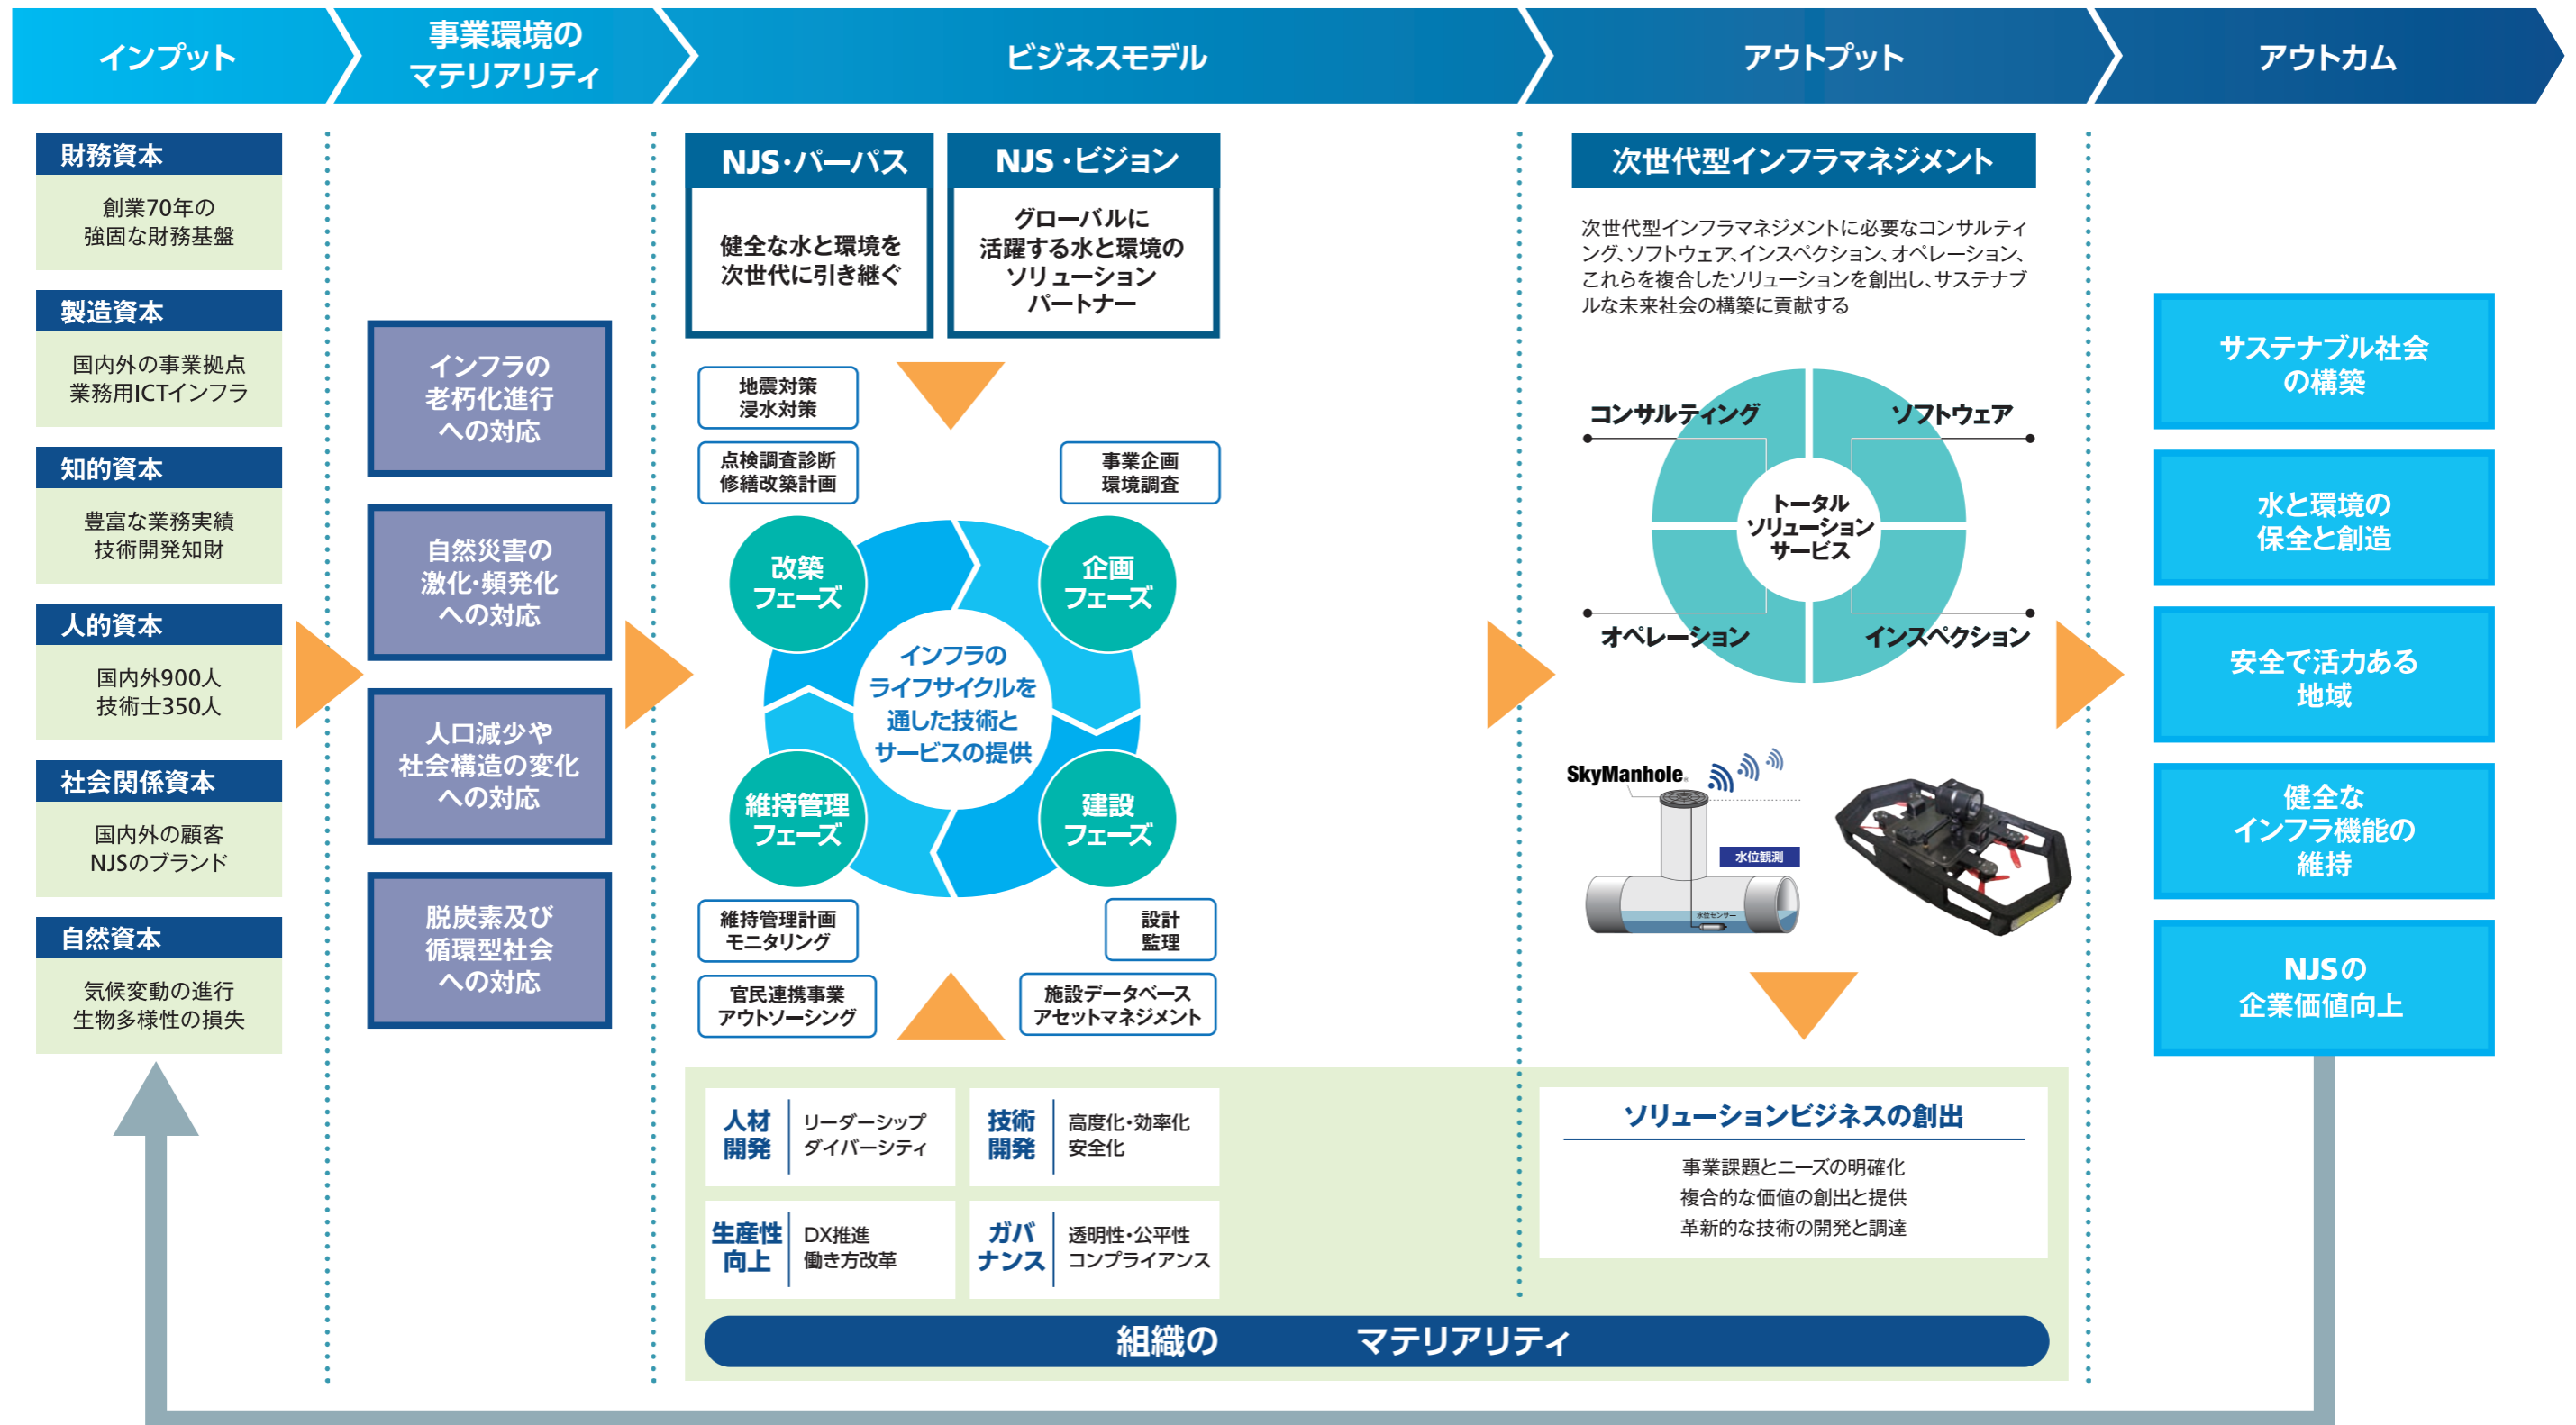 インプット
事業環境の
マテリアリティ
ビジネスモデル
アウトプット
アウトカム
財務資本
創業70年の
強固な財務基盤
製造資本
国内外の事業拠点
業務用ICTインフラ
知的資本
豊富な業務実績
技術開発知財
人的資本
国内外900人
技術士350人
社会関係資本
国内外の顧客
NJSのブランド
自然資本
気候変動の進行
生物多様性の損失
インフラの
老朽化進行
への対応
自然災害の
激化・頻発化
への対応
人口減少や
社会構造の変化
への対応
脱炭素及び
循環型社会
への対応
NJS・パーパス
健全な水と環境を
次世代に引き継ぐ
NJS・ビジョン
グローバルに
活躍する水と環境の
ソリューション
パートナー
地震対策
浸水対策
点検調査診断
修繕改築計画
事業企画
環境調査
改築
フェーズ
企画
フェーズ
インフラの
ライフサイクルを
通した技術と
サービスの提供
維持管理
フェーズ
建設
フェーズ
維持管理計画
モニタリング
設計
監理
官民連携事業
アウトソーシング
施設データベース
アセットマネジメント
人材
開発
リーダーシップ
ダイバーシティ
技術
開発
高度化・効率化
安全化
生産性
向上
DX推進
働き方改革
ガバ
ナンス
透明性・公平性
コンプライアンス
次世代型インフラマネジメント
次世代型インフラマネジメントに必要なコンサルティ
ング、ソフトウェア、インスペクション、オペレーション、
これらを複合したソリューションを創出し、サステナブ
ルな未来社会の構築に貢献する
コンサルティング
ソフトウェア
トータル
ソリューション
サービス
オペレーション
インスペクション
SkyManhole®
水位観測
水位センサー
ソリューションビジネスの創出
事業課題とニーズの明確化
複合的な価値の創出と提供
革新的な技術の開発と調達
組織の マテリアリティ
サステナブル社会
の構築
水と環境の
保全と創造
安全で活力ある
地域
健全な
インフラ機能の
維持
NJSの
企業価値向上